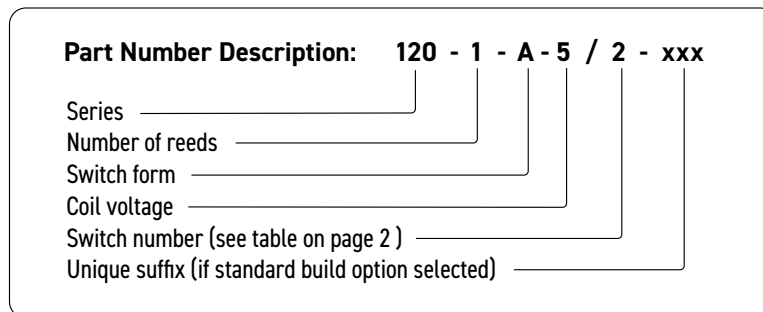 Part Number Description: 120 - 1 - A - 5 / 2 - xxx
Series
Number of reeds
Switch form
Coil voltage
Switch number (see table on page 2 )
Unique suffix (if standard build option selected)